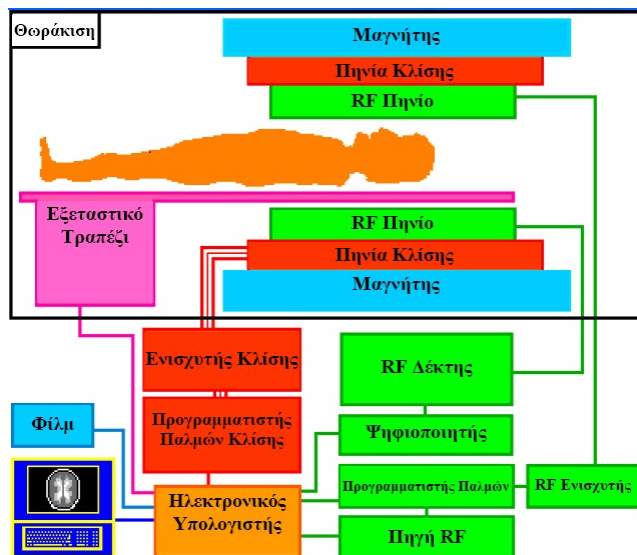 Θωράκιση
Μαγνήτης
Πηνία Κλίσης
RF Πηνίο
Εξεταστικό
Τραπέζι
RF Πηνίο
Πηνία Κλίσης
Μαγνήτης
Ενισχυτής Κλίσης
RF Δέκτης
Προγραμματιστής
Παλμών Κλίσης
Φίλμ
Ψηφιοποιητής
Ηλεκτρονικός
Υπολογιστής
Προγραμματιστής Παλμών
RF Ενισχυτής
Πηγή RF